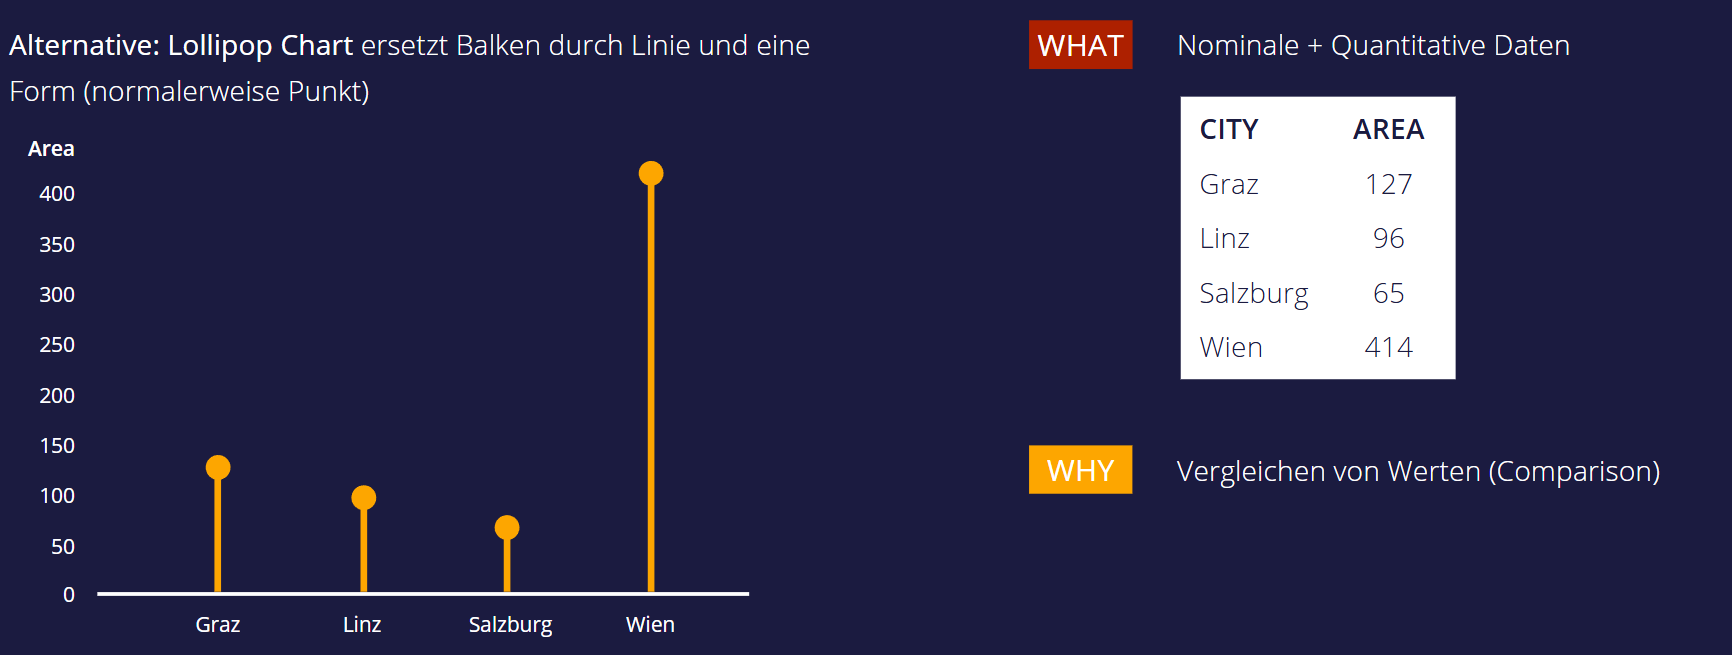 Alternative: Lollipop Chart ersetzt Balken durch Linie und eine
Form (normalerweise Punkt)
Area
400
350
300
250
200
150
100
50
0
Graz Linz Salzburg Wien
WHAT Nominale + Quantitative Daten
CITY AREA
Graz 127
Linz 96
Salzburg 65
Wien 414
WHY Vergleichen von Werten (Comparison)